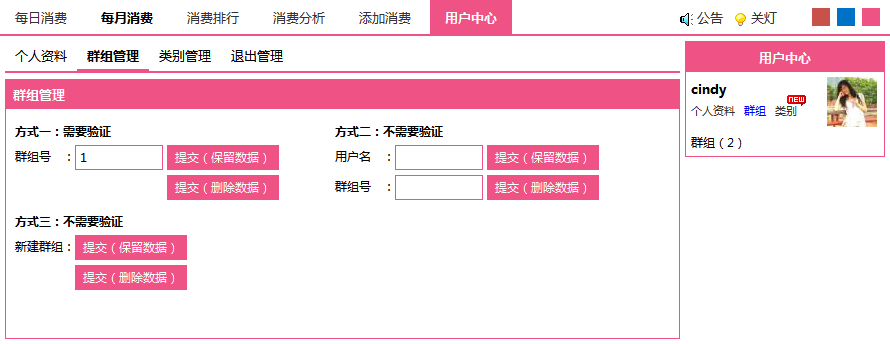 每日消费 每月消费 消费排行 消费分析 添加消费 用户中心 公告 关灯
个人资料 群组管理 类别管理 退出管理
群组管理
方式一：需要验证 方式二：不需要验证
群组号 ： 1 提交（保留数据） 用户名 ： 提交（保留数据）
提交（删除数据） 群组号 ： 提交（删除数据）
方式三：不需要验证
新建群组： 提交（保留数据）
提交（删除数据）
用户中心
cindy
NEW
个人资料 群组 类别
群组（2）